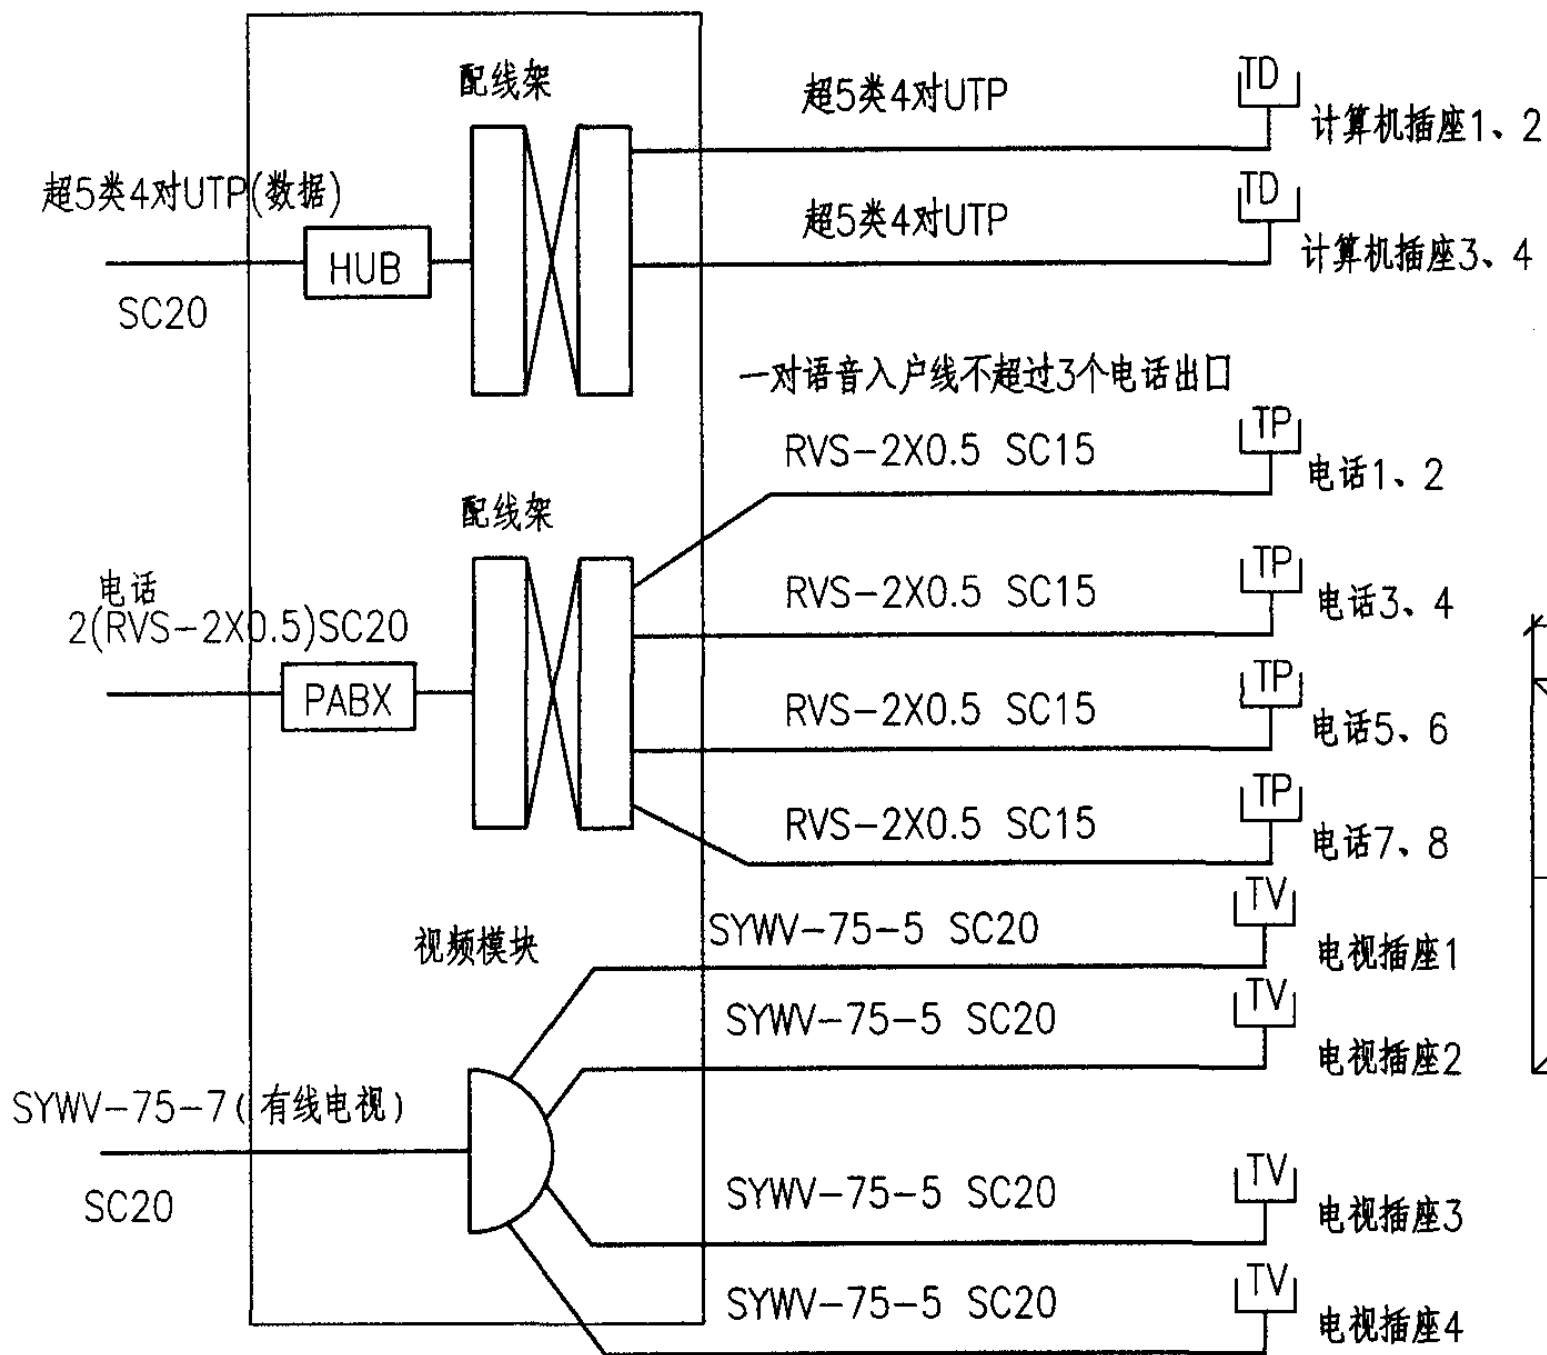 配线架
超5类4对UTP
TD
计算机插座1、2
超5类4对UTP(数据)
HUB
SC20
超5类4对UTP
TD
计算机插座3、4
一对语音入户线不超过3个电话出口
RVS-2X0.5 SC15
TP
电话1、2
配线架
电话
2(RVS-2X0.5)SC20
PABX
RVS-2X0.5 SC15
TP
电话3、4
RVS-2X0.5 SC15
TP
电话5、6
RVS-2X0.5 SC15
TP
电话7、8
视频模块
SYWV-75-5 SC20
TV
电视插座1
SYWV-75-5 SC20
TV
电视插座2
SYWV-75-7(有线电视)
SC20
SYWV-75-5 SC20
TV
电视插座3
SYWV-75-5 SC20
TV
电视插座4